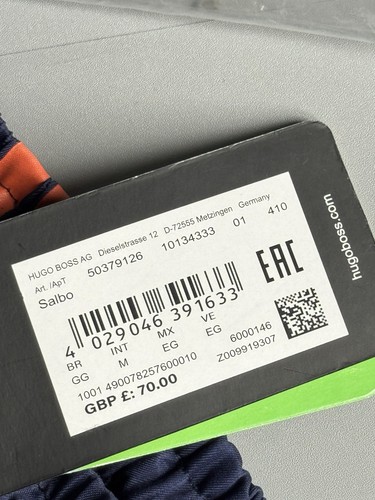 HUGO BOSS AG Dieselstrasse 12 D-72555 Metzingen Germany
Art. /ApT 50379126 10134333 01 410
Salbo
EAC
4 029046 391633
BR INT MX VE
GG M EG EG
1001 490078257600010 6000146
GBP £: 70.00 Z009919307
hugoboss.com